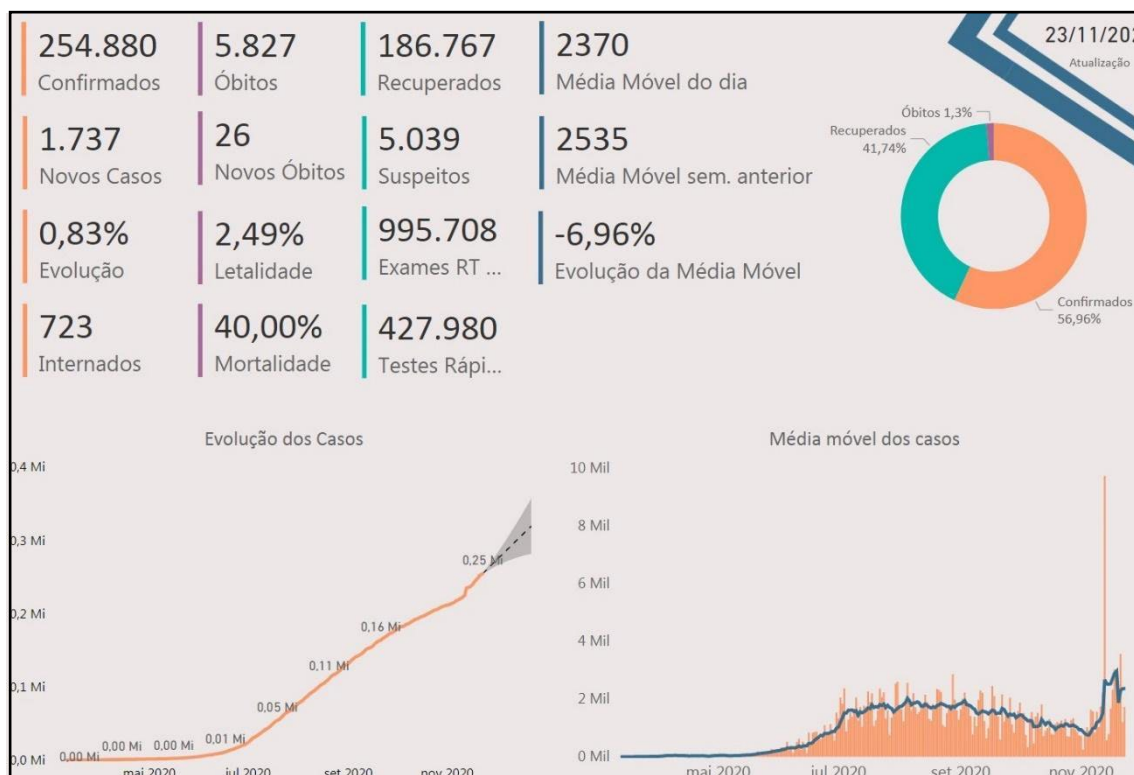 254.880
Confirmados
5.827
Óbitos
186.767
Recuperados
2370
Média Móvel do dia
23/11/202
Atualização
1.737
Novos Casos
26
Novos Óbitos
5.039
Suspeitos
2535
Média Móvel sem. anterior
0,83%
Evolução
2,49%
Letalidade
995.708
Exames RT ...
-6,96%
Evolução da Média Móvel
723
Internados
40,00%
Mortalidade
427.980
Testes Rápi...
Óbitos 1,3%
Recuperados
41,74%
Confirmados
56,96%
Evolução dos Casos
0,4 Mi
0,3 Mi
0,2 Mi
0,1 Mi
0,0 Mi
0,00 Mi
0,00 Mi
0,00 Mi
0,01 Mi
0,05 Mi
0,11 Mi
0,16 Mi
0,25 Mi
mai 2020
jul 2020
set 2020
nov 2020
Média móvel dos casos
10 Mil
8 Mil
6 Mil
4 Mil
2 Mil
0 Mil
mai 2020
jul 2020
set 2020
nov 2020